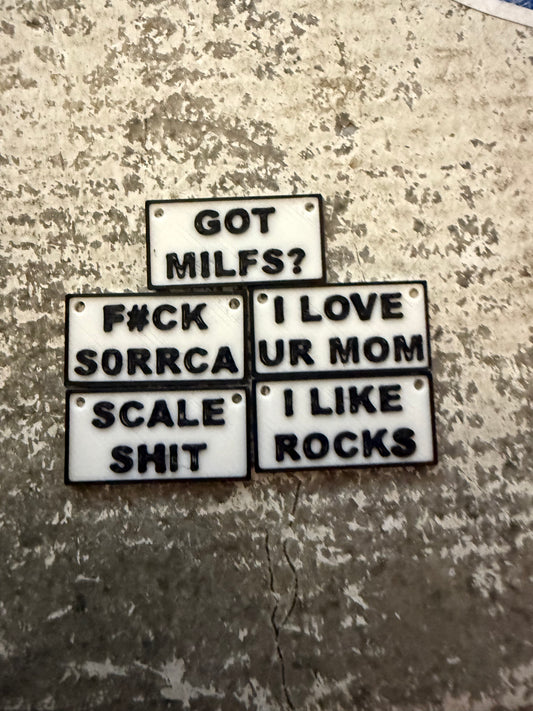 GOT
MILFS?
F#CK
S0RRCA
I LOVE
UR MOM
SCALE
SHIT
I LIKE
ROCKS